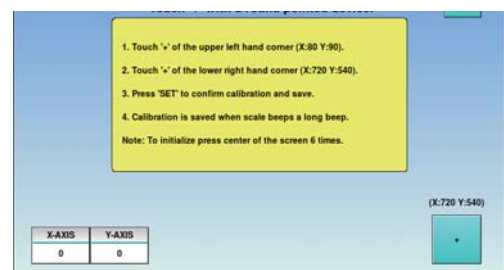 1. Touch '+' of the upper left hand corner (X:80 Y:90).
2. Touch '+' of the lower right hand corner (X:720 Y:540).
3. Press 'SET' to confirm calibration and save.
4. Calibration is saved when scale beeps a long beep.
Note: To initialize press center of the screen 6 times.
(X:720 Y:540)
+
X-AXIS Y-AXIS
0 0